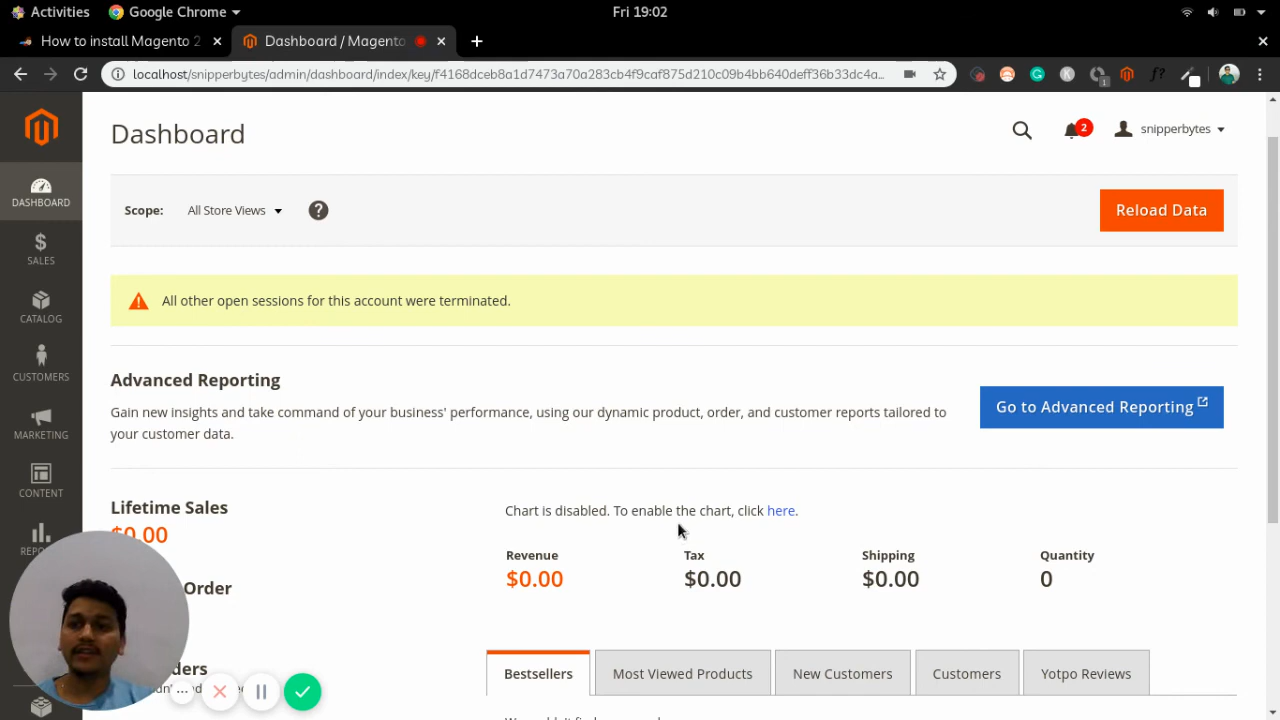 Activities
Google Chrome
Fri 19:02
How to install Magento 2
Dashboard / Magento
localhost/snipperbytes/admin/dashboard/index/key/f4168dceb8a1d7473a70a283cb4f9caf875d210c09b4bb640deff36b33dc4a...
f?
1
DASHBOARD
SALES
CATALOG
CUSTOMERS
MARKETING
CONTENT
REPO
Dashboard
2
snipperbytes
Scope:
All Store Views
?
Reload Data
All other open sessions for this account were terminated.
Advanced Reporting
Gain new insights and take command of your business' performance, using our dynamic product, order, and customer reports tailored to
your customer data.
Go to Advanced Reporting
Lifetime Sales
$0.00
Order
ders
Chart is disabled. To enable the chart, click here.
Revenue
$0.00
Tax
$0.00
Shipping
$0.00
Quantity
0
Bestsellers
Most Viewed Products
New Customers
Customers
Yotpo Reviews